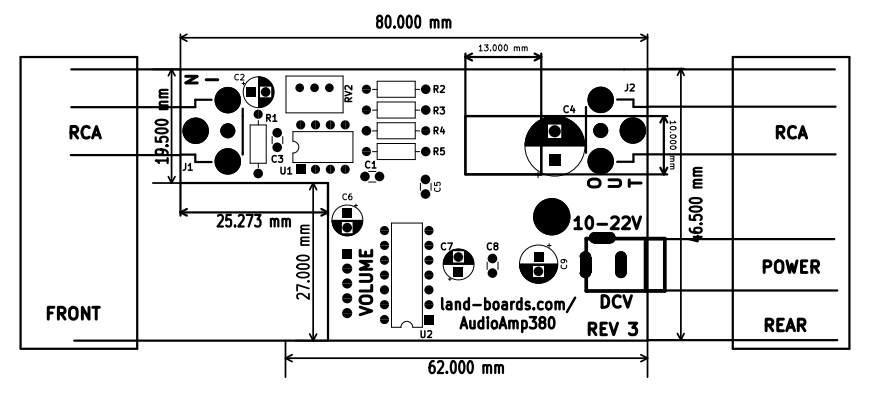 80.000 mm
13.000 mm
IN
C2
RV2
R2
J2
C4
R1
R3
RCA
19.500 mm
R4
10.000 mm
RCA
C3
R5
J1
U1
C1
C5
OUT
C6
25.273 mm
10-22V
46.500 mm
27.000 mm
VOLUME
C7
C8
C9
POWER
land-boards.com/
AudioAmp380
DCV
FRONT
U2
REV 3
REAR
62.000 mm